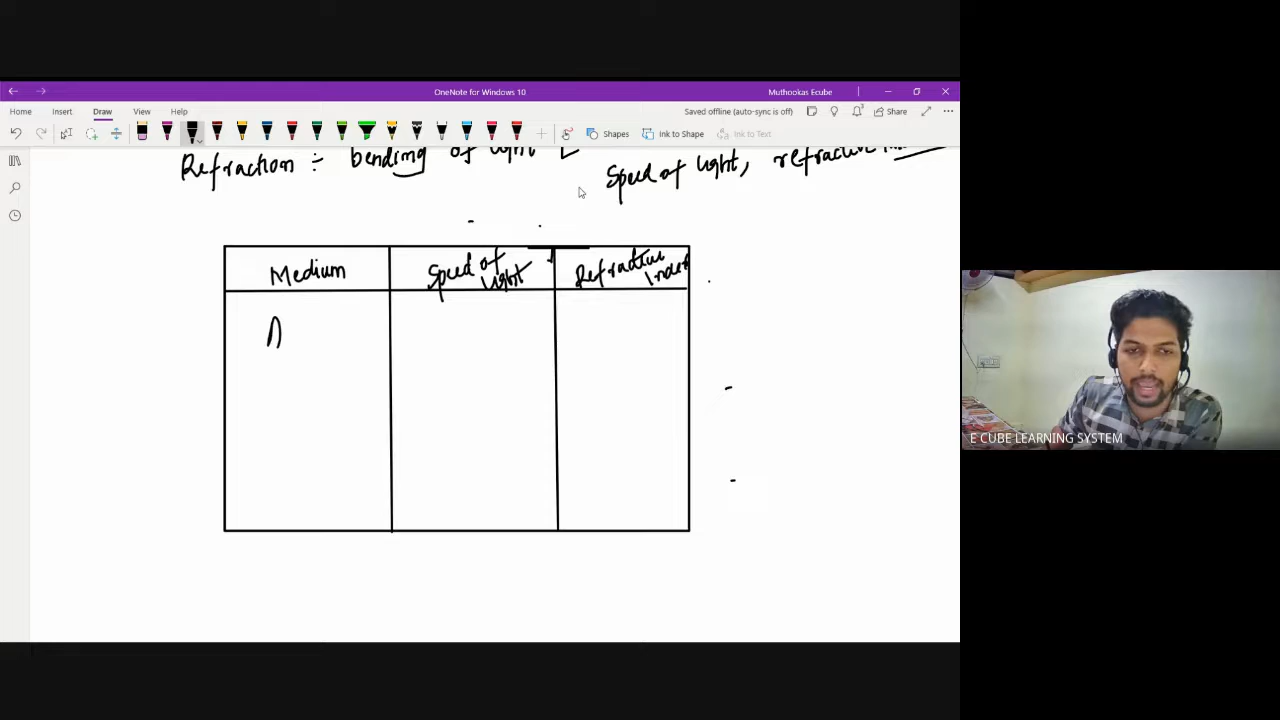 OneNote for Windows 10
Muthookas Ecube
Home Insert Draw View Help
Saved offline (auto-sync is off)
3
Share
Shapes
Ink to Shape
Ink to Text
Refraction ÷ bending of light
Speed of light, refractive
Medium
Speed of light
Refractive Index
E CUBE LEARNING SYSTEM